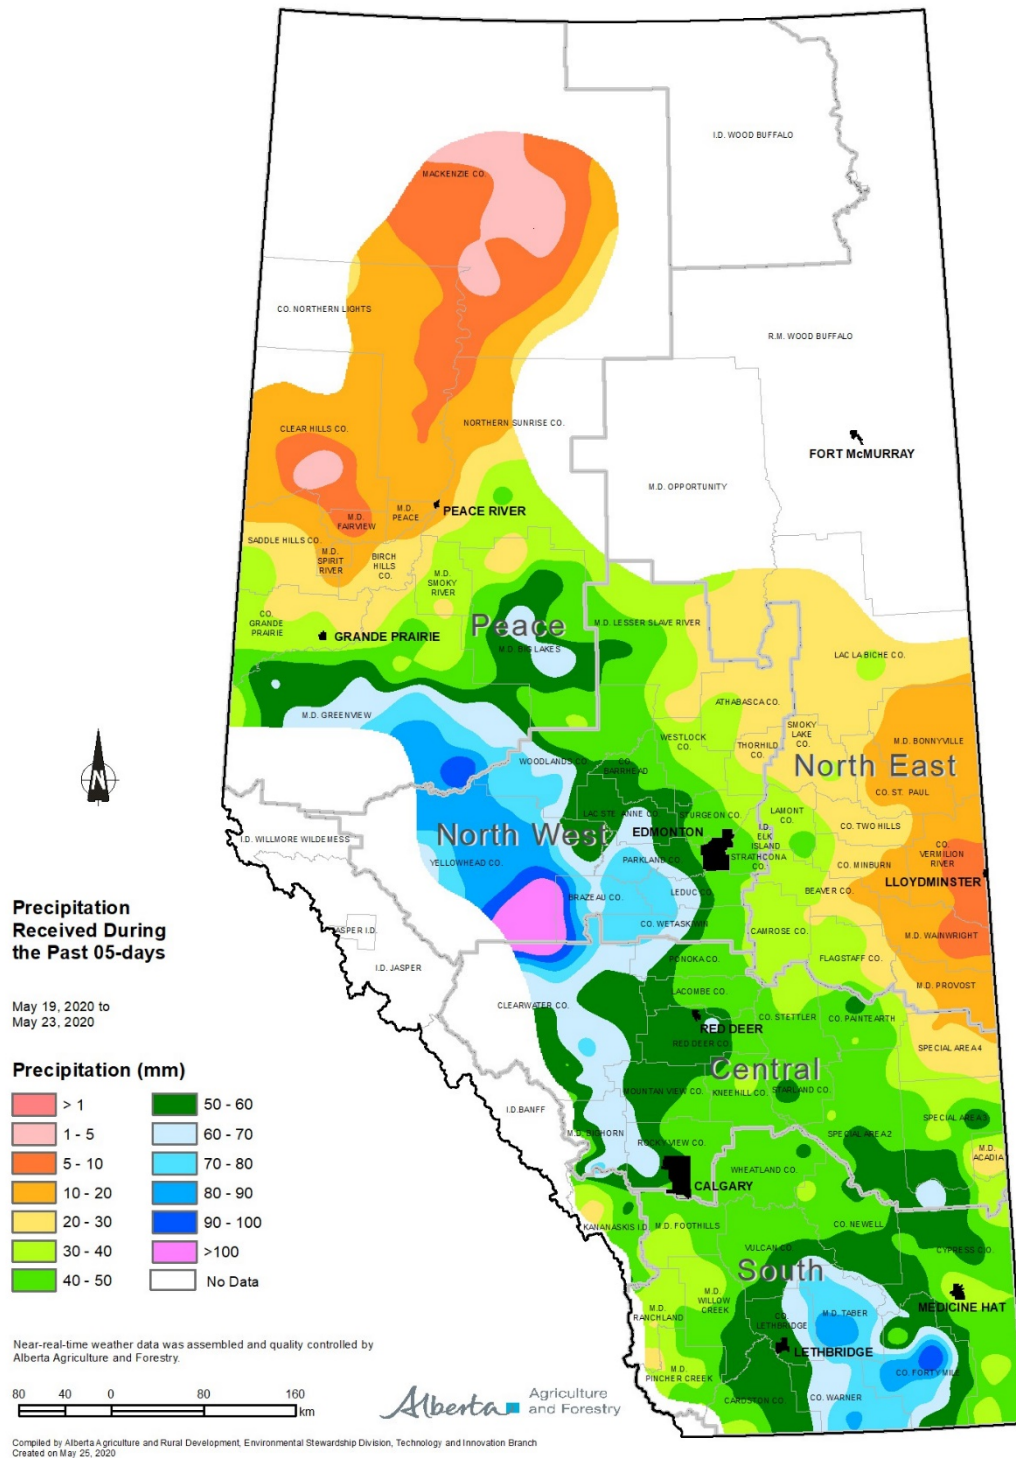 I.D. WOOD BUFFALO
MACKENZIE CO.
CO. NORTHERN LIGHTS
R.M. WOOD BUFFALO
CLEAR HILLS CO.
NORTHERN SUNRISE CO.
FORT McMURRAY
M.D. OPPORTUNITY
M.D.
FAIRVIEW
M.D.
PEACE
PEACE RIVER
SADDLE HILLS CO.
M.D.
SPIRIT
RIVER
BIRCH
HILLS
CO.
M.D.
SMOKY
RIVER
CO.
GRANDE
PRAIRIE
GRANDE PRAIRIE
Peace
M.D. BIG LAKES
M.D. LESSER SLAVE RIVER
LAC LA BICHE CO.
M.D. GREENVIEW
ATHABASCA CO.
WESTLOCK
CO.
THORHILD
CO.
SMOKY
LAKE
CO.
M.D. BONNYVILLE
North East
WOODLANDS CO.
CO.
BARRHEAD
CO. ST. PAUL
LAC STE. ANNE CO.
STURGEON CO.
LAMONT
CO.
N
North West
EDMONTON
I.D.
ELK
ISLAND
STRATHCONA
CO.
CO. TWO HILLS
I.D. WILLMORE WILDERNESS
YELLOWHEAD CO.
PARKLAND CO.
CO. MINBURN
CO.
VERMILION
RIVER
LLOYDMINSTER
BRAZEAU CO.
LEDUC CO.
BEAVER CO.
CO. WETASKIWIN
CAMROSE CO.
M.D. WAINWRIGHT
Precipitation
Received During
the Past 05-days
JASPER I.D.
I.D. JASPER
PONOKA CO.
FLAGSTAFF CO.
M.D. PROVOST
May 19, 2020 to
May 23, 2020
CLEARWATER CO.
LACOMBE CO.
RED DEER
CO. STETTLER
CO. PAINTEARTH
RED DEER CO.
SPECIAL AREA 4
Central
Precipitation (mm)
> 1
1 - 5
5 - 10
10 - 20
20 - 30
30 - 40
40 - 50
50 - 60
60 - 70
70 - 80
80 - 90
90 - 100
>100
No Data
MOUNTAIN VIEW CO.
KNEEHILL CO.
STARLAND CO.
I.D. BANFF
M.D. BIGHORN
ROCKY VIEW CO.
SPECIAL AREA 2
SPECIAL AREA 3
M.D.
ACADIA
CALGARY
WHEATLAND CO.
KANANASKIS I.D.
M.D. FOOTHILLS
CO. NEWELL
VULCAN CO.
CYPRESS CO.
South
M.D.
RANCHLAND
M.D.
WILLOW
CREEK
CO.
LETHBRIDGE
M.D. TABER
MEDICINE HAT
LETHBRIDGE
M.D.
PINCHER CREEK
CO. FORTY MILE
CARDSTON CO.
CO. WARNER
Near-real-time weather data was assembled and quality controlled by
Alberta Agriculture and Forestry.
80 40 0 80 160
km
Alberta Agriculture
and Forestry
Compiled by Alberta Agriculture and Rural Development, Environmental Stewardship Division, Technology and Innovation Branch
Created on May 25, 2020